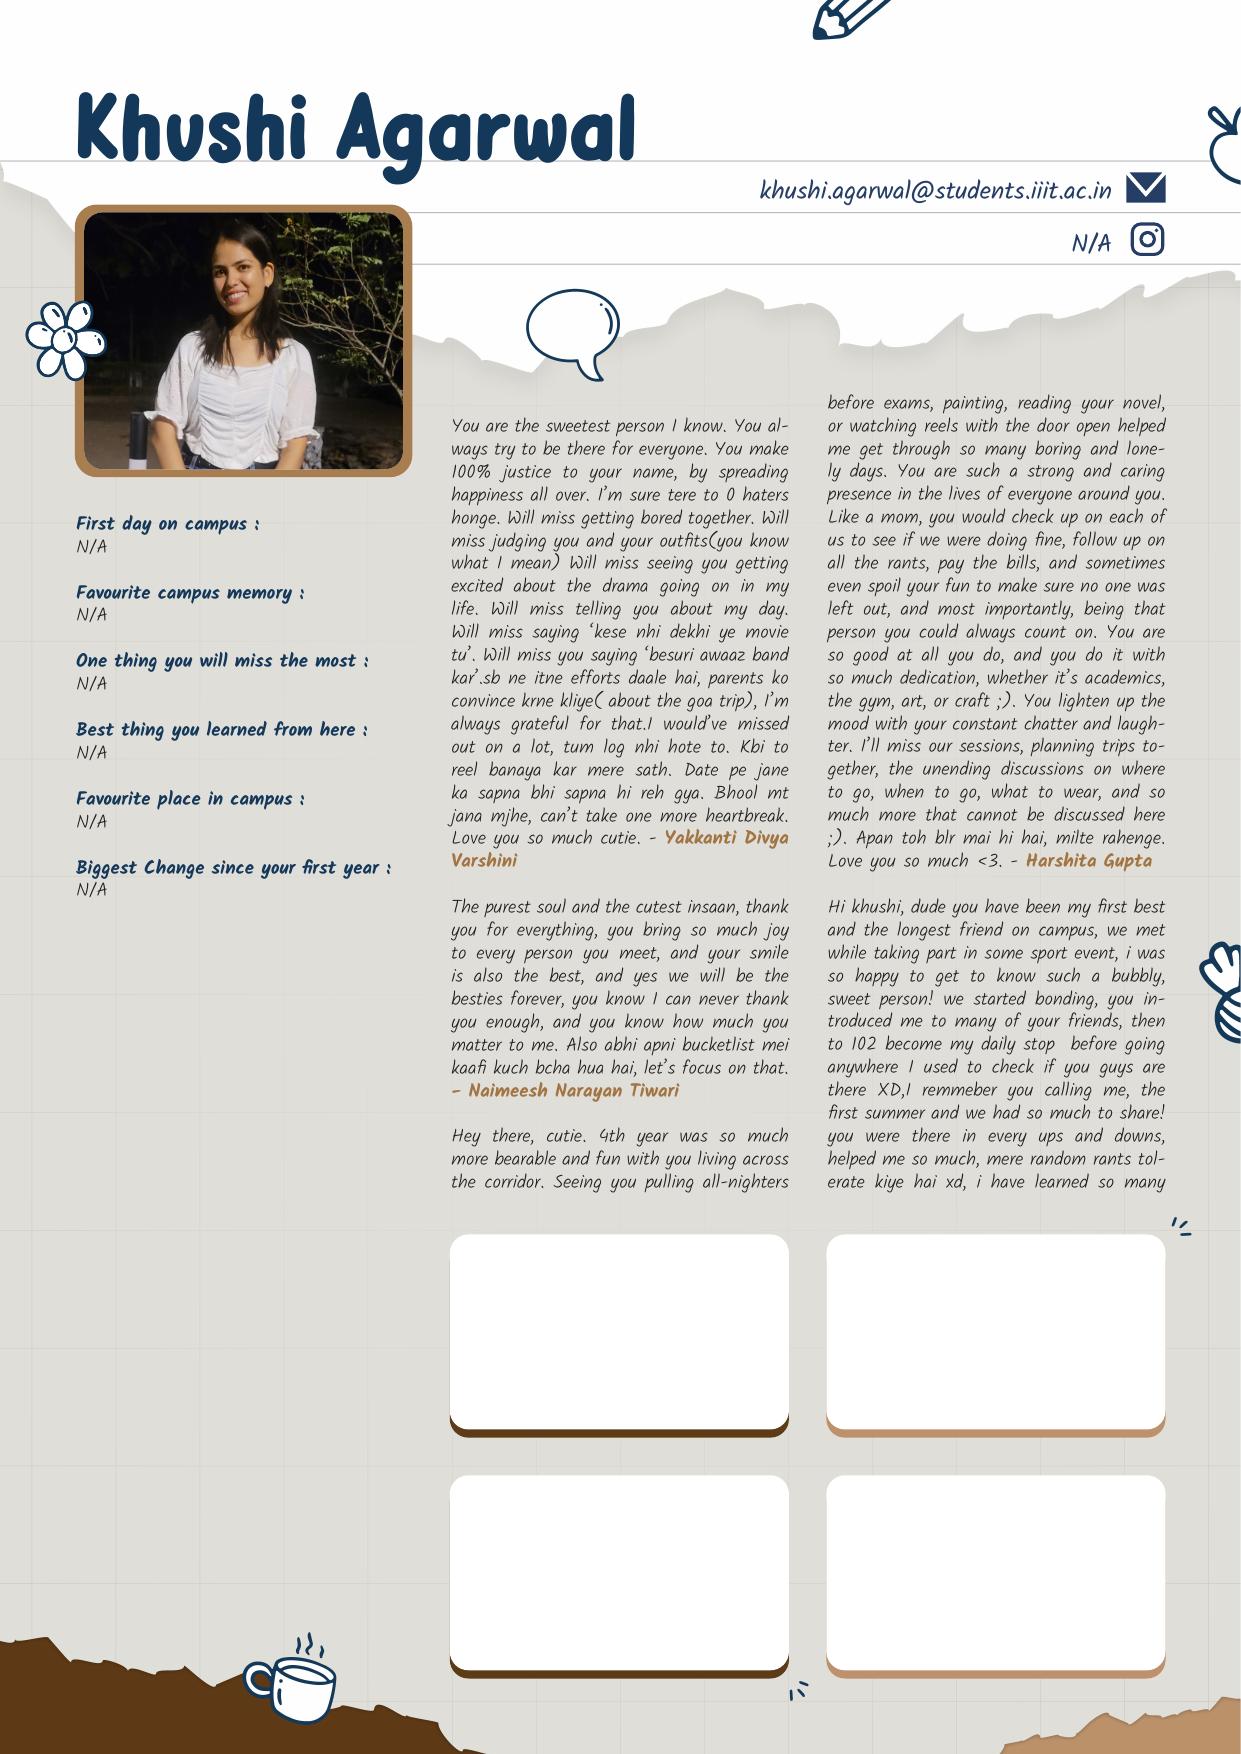 Khushi Agarwal
khushi.agarwal@students.iiit.ac.in
N/A
First day on campus :
N/A
Favourite campus memory :
N/A
One thing you will miss the most :
N/A
Best thing you learned from here :
N/A
Favourite place in campus :
N/A
Biggest Change since your first year :
N/A
You are the sweetest person I know. You al-
ways try to be there for everyone. You make
100% justice to your name, by spreading
happiness all over. I'm sure tere to 0 haters
honge. Will miss getting bored together. Will
miss judging you and your outfits(you know
what I mean) Will miss seeing you getting
excited about the drama going on in my
life. Will miss telling you about my day.
Will miss saying ‘kese nhi dekhi ye movie
tu’. Will miss you saying ‘besuri awaaz band
kar’.sb ne itne efforts daale hai, parents ko
convince krne kliye( about the goa trip), I’m
always grateful for that.I would’ve missed
out on a lot, tum log nhi hote to. Kbi to
reel banaya kar mere sath. Date pe jane
ka sapna bhi sapna hi reh gya. Bhool mt
jana mjhe, can’t take one more heartbreak.
Love you so much cutie. - Yakkanti Divya
Varshini
The purest soul and the cutest insaan, thank
you for everything, you bring so much joy
to every person you meet, and your smile
is also the best, and yes we will be the
besties forever, you know I can never thank
you enough, and you know how much you
matter to me. Also abhi apni bucketlist mei
kaafi kuch bcha hua hai, let’s focus on that.
- Naimeesh Narayan Tiwari
Hey there, cutie. 4th year was so much
more bearable and fun with you living across
the corridor. Seeing you pulling all-nighters
before exams, painting, reading your novel,
or watching reels with the door open helped
me get through so many boring and lone-
ly days. You are such a strong and caring
presence in the lives of everyone around you.
Like a mom, you would check up on each of
us to see if we were doing fine, follow up on
all the rants, pay the bills, and sometimes
even spoil your fun to make sure no one was
left out, and most importantly, being that
person you could always count on. You are
so good at all you do, and you do it with
so much dedication, whether it’s academics,
the gym, art, or craft ;). You lighten up the
mood with your constant chatter and laugh-
ter. I’ll miss our sessions, planning trips to-
gether, the unending discussions on where
to go, when to go, what to wear, and so
much more that cannot be discussed here
;). Apan toh blr mai hi hai, milte rahenge.
Love you so much <3. - Harshita Gupta
Hi khushi, dude you have been my first best
and the longest friend on campus, we met
while taking part in some sport event, i was
so happy to get to know such a bubbly,
sweet person! we started bonding, you in-
troduced me to many of your friends, then
to 102 become my daily stop before going
anywhere I used to check if you guys are
there XD,I remmeber you calling me, the
first summer and we had so much to share!
you were there in every ups and downs,
helped me so much, mere random rants tol-
erate kiye hai xd, i have learned so many